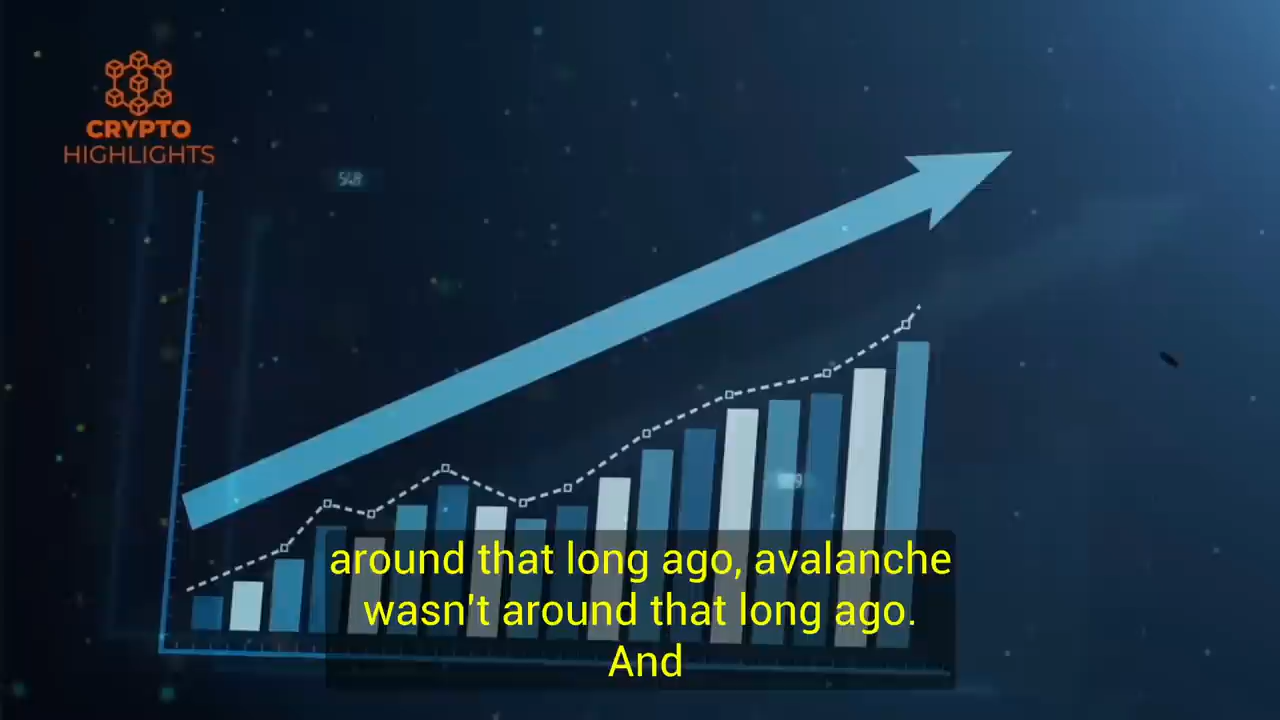 CRYPTO
HIGHLIGHTS
around that long ago, avalanche
wasn't around that long ago.
And